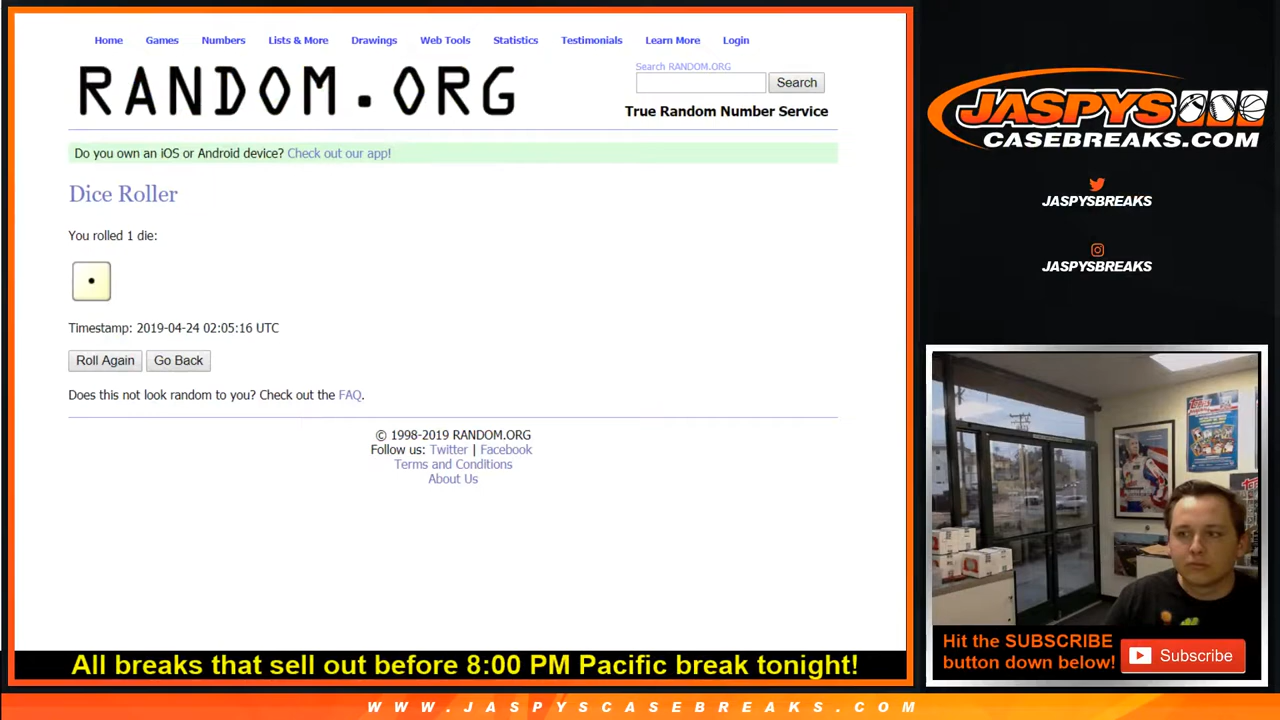 Home Games Numbers Lists & More Drawings Web Tools Statistics Testimonials Learn More Login
RANDOM.ORG
Search RANDOM.ORG
Search
True Random Number Service
Do you own an iOS or Android device? Check out our app!
Dice Roller
You rolled 1 die:
Timestamp: 2019-04-24 02:05:16 UTC
Roll Again Go Back
Does this not look random to you? Check out the FAQ.
© 1998-2019 RANDOM.ORG
Follow us: Twitter | Facebook
Terms and Conditions
About Us
All breaks that sell out before 8:00 PM Pacific break tonight!
JASPYS
CASEBREAKS.COM
JASPYSBREAKS
JASPYSBREAKS
Topps
Hit the SUBSCRIBE
button down below!
Subscribe
WWW.JASPYSCASEBREAKS.COM